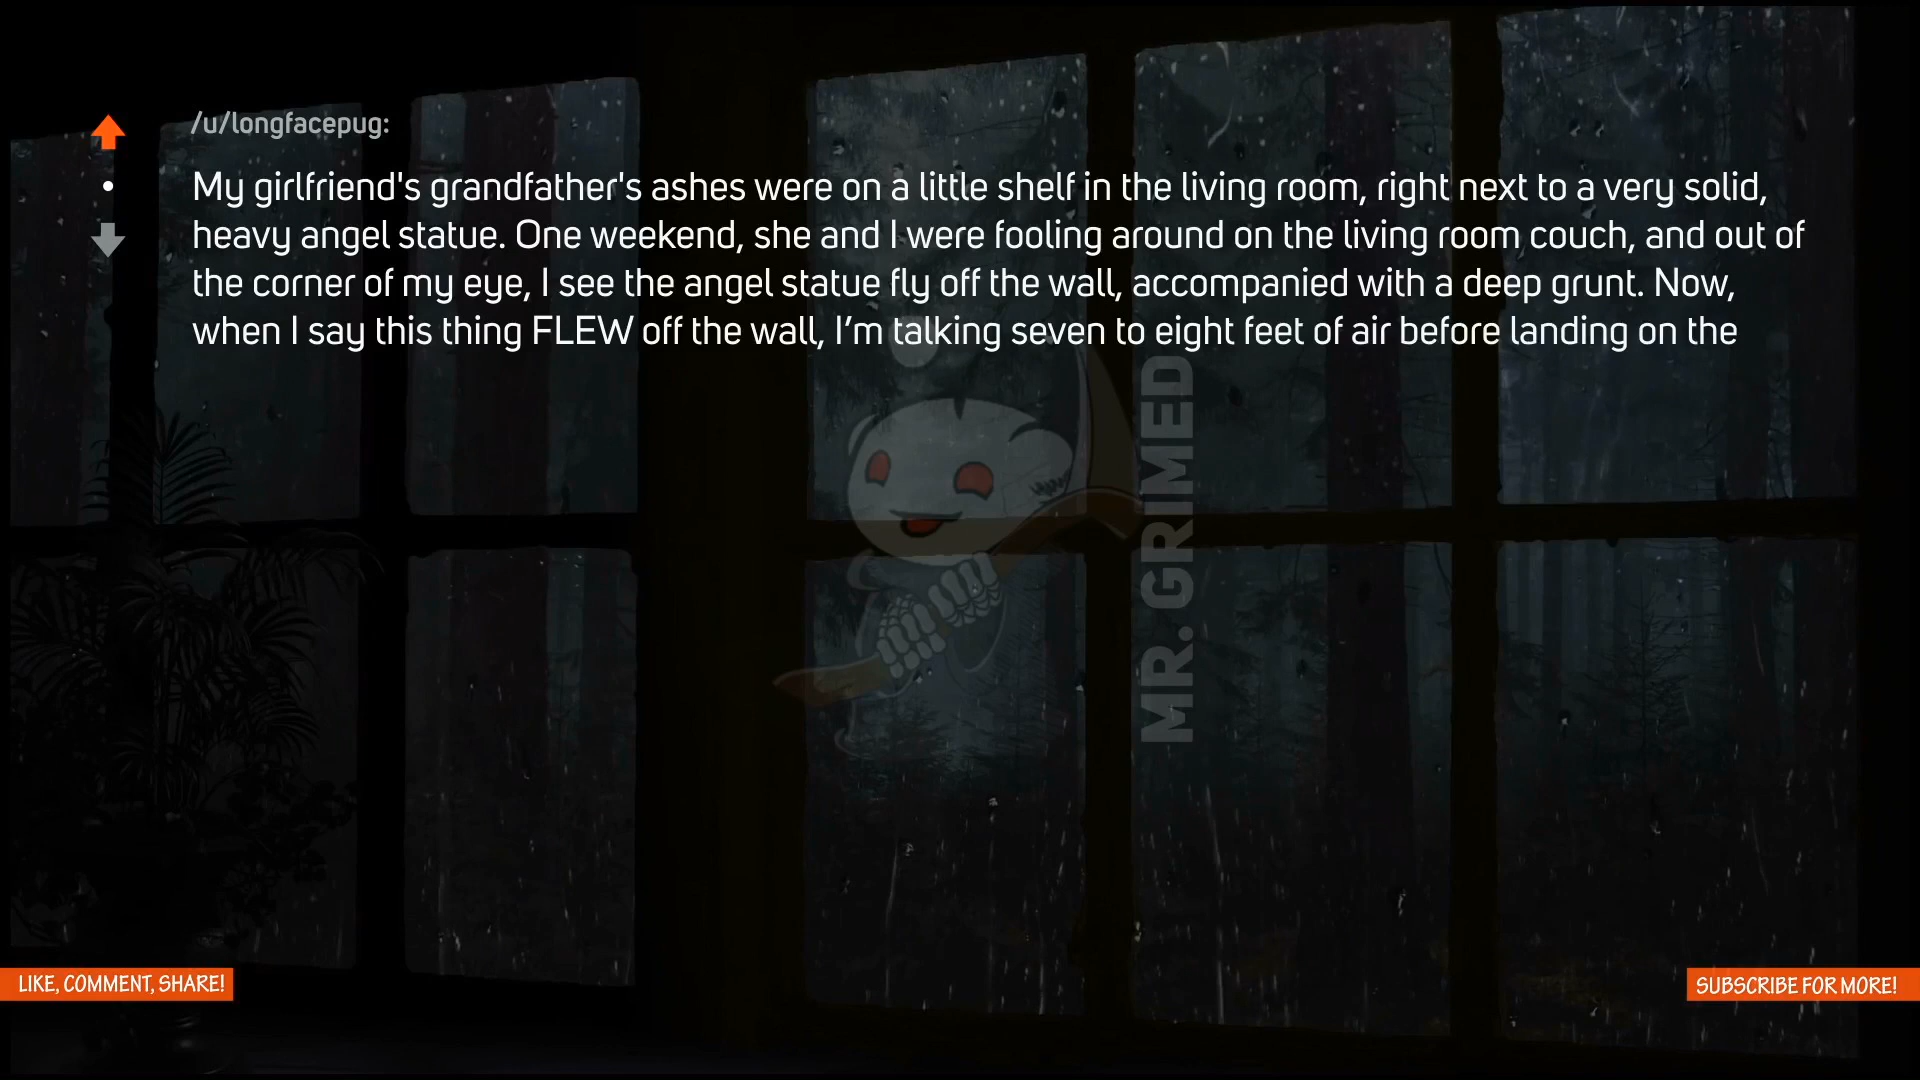 /u/longfacepug:
My girlfriend's grandfather's ashes were on a little shelf in the living room, right next to a very solid,
heavy angel statue. One weekend, she and I were fooling around on the living room couch, and out of
the corner of my eye, I see the angel statue fly off the wall, accompanied with a deep grunt. Now,
when I say this thing FLEW off the wall, I’m talking seven to eight feet of air before landing on the
MR. GRIMED
LIKE, COMMENT, SHARE!
SUBSCRIBE FOR MORE!